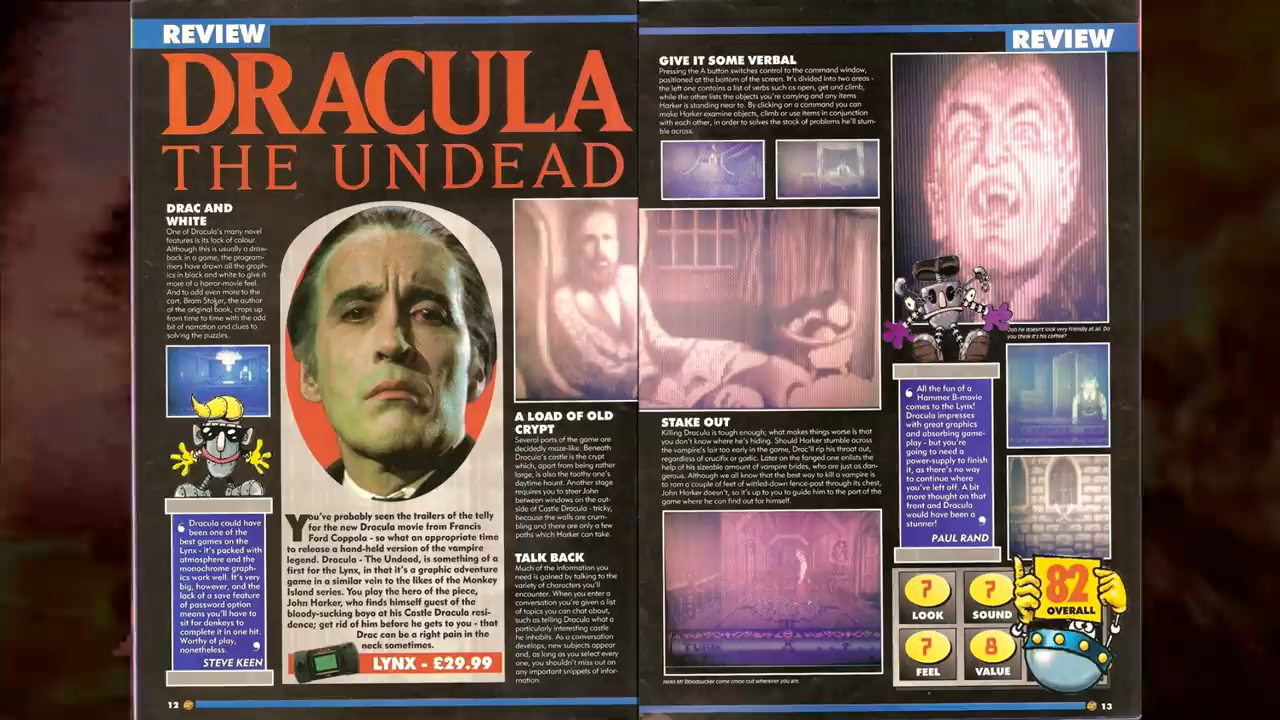 REVIEW
DRACULA
THE UNDEAD
DRAC AND
WHITE
One of Dracula's many novel
features is its lack of colour.
Although this is usually a draw-
back in a game, the program-
mers have drawn all the graph-
ics in black and white to give it
more of a horror-movie feel.
And to add even more to the
cart, Bram Stoker, the author
of the original book, crops up
from time to time with the odd
bit of narration and clues to
solving the puzzles.
Dracula could have
been one of the
best games on the
Lynx - it's packed with
atmosphere and the
monochrome graph-
ics work well. It's very
big, however, and the
lack of a save feature
of password option
means you'll have to
sit for donkeys to
complete it in one hit.
Worthy of play,
nonetheless.
STEVE KEEN
You've probably seen the trailers of the telly
for the new Dracula movie from Francis
Ford Coppola - so what an appropriate time
to release a hand-held version of the vampire
legend. Dracula - The Undead, is something of a
first for the Lynx, in that it's a graphic adventure
game in a similar vein to the likes of the Monkey
Island series. You play the hero of the piece,
John Harker, who finds himself guest of the
bloody-sucking boyo at his Castle Dracula resi-
dence; get rid of him before he gets to you - that
Drac can be a right pain in the
neck sometimes.
LYNX - £29.99
A LOAD OF OLD
CRYPT
Several parts of the game are
decidedly maze-like. Beneath
Dracula's castle is the crypt
which, apart from being rather
large, is also the toothy one's
daytime haunt. Another stage
requires you to steer John
between windows on the out-
side of Castle Dracula - tricky,
because the walls are crum-
bling and there are only a few
paths which Harker can take.
TALK BACK
Much of the information you
need is gained by talking to the
variety of characters you'll
encounter. When you enter a
conversation you're given a list
of topics you can chat about,
such as telling Dracula what a
particularly interesting castle
he inhabits. As a conversation
develops, new subjects appear
and, as long as you select every
one, you shouldn't miss out on
any important snippets of infor-
mation.
12
REVIEW
GIVE IT SOME VERBAL
Pressing the A button switches control to the command window,
positioned at the bottom of the screen. It's divided into two areas -
the left one contains a list of verbs such as open, get and climb,
while the other lists the objects you're carrying and any items
Harker is standing near to. By clicking on a command you can
make Harker examine objects, climb or use items in conjunction
with each other, in order to solves the stack of problems he'll stum-
ble across.
Ooh he doesn't look very friendly at all. Do
you think it's his coffee?
STAKE OUT
Killing Dracula is tough enough; what makes things worse is that
you don't know where he's hiding. Should Harker stumble across
the vampire's lair too early in the game, Drac'll rip his throat out,
regardless of crucifix or garlic. Later on the fanged one enlists the
help of his sizeable amount of vampire brides, who are just as dan-
gerous. Although we all know that the best way to kill a vampire is
to ram a couple of feet of wittled-down fence-post through its chest,
John Harker doesn't, so it's up to you to guide him to the part of the
game where he can find out for himself.
All the fun of a
Hammer B-movie
comes to the Lynx!
Dracula impresses
with great graphics
and absorbing game-
play - but you're
going to need a
power-supply to finish
it, as there's no way
to continue where
you've left off. A bit
more thought on that
front and Dracula
would have been a
stunner!
PAUL RAND
7
LOOK
7
SOUND
7
FEEL
8
VALUE
82
OVERALL
13